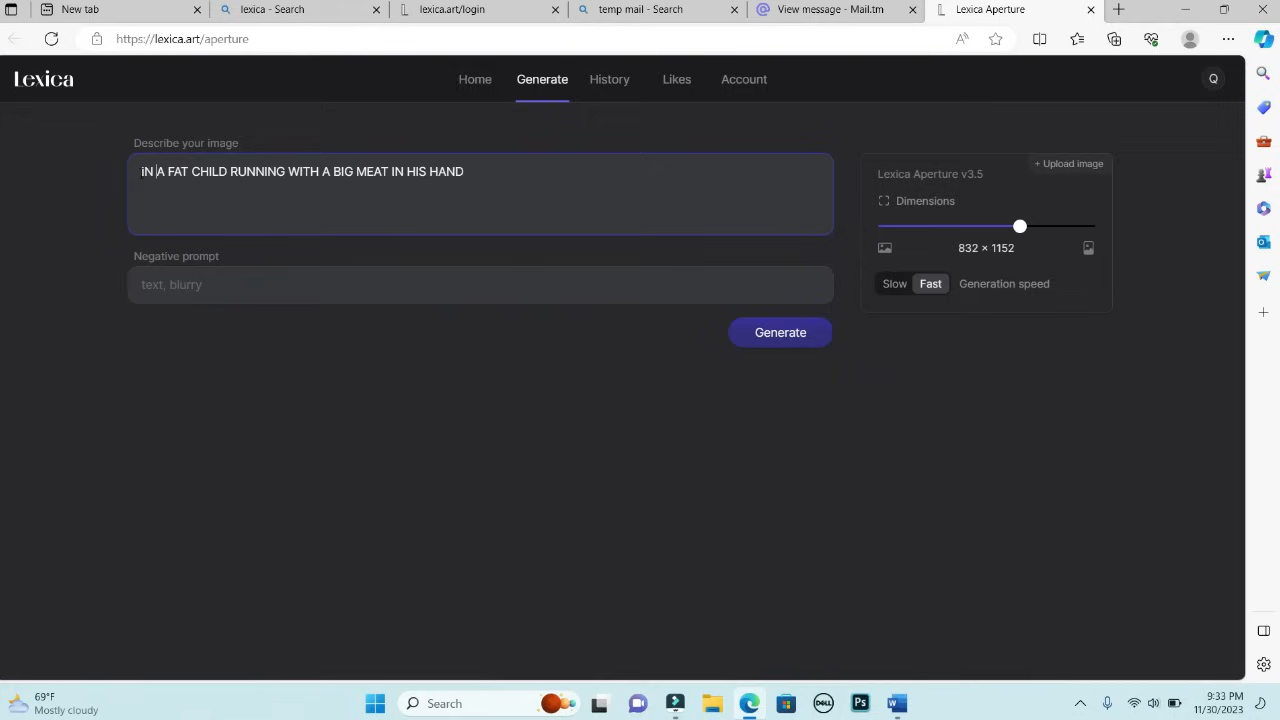 New tab
lexica - Search
lexica.art/login
temp mail - Search
View message - Mail.tm
Lexica Aperture
https://lexica.art/aperture
Lexica
Home
Generate
History
Likes
Account
Q
Describe your image
iN A FAT CHILD RUNNING WITH A BIG MEAT IN HIS HAND
+ Upload image
Lexica Aperture v3.5
Dimensions
832 × 1152
Negative prompt
text, blurry
Slow
Fast
Generation speed
Generate
69°F
Mostly cloudy
Search
DELL
Ps
W
9:33 PM
11/30/2023